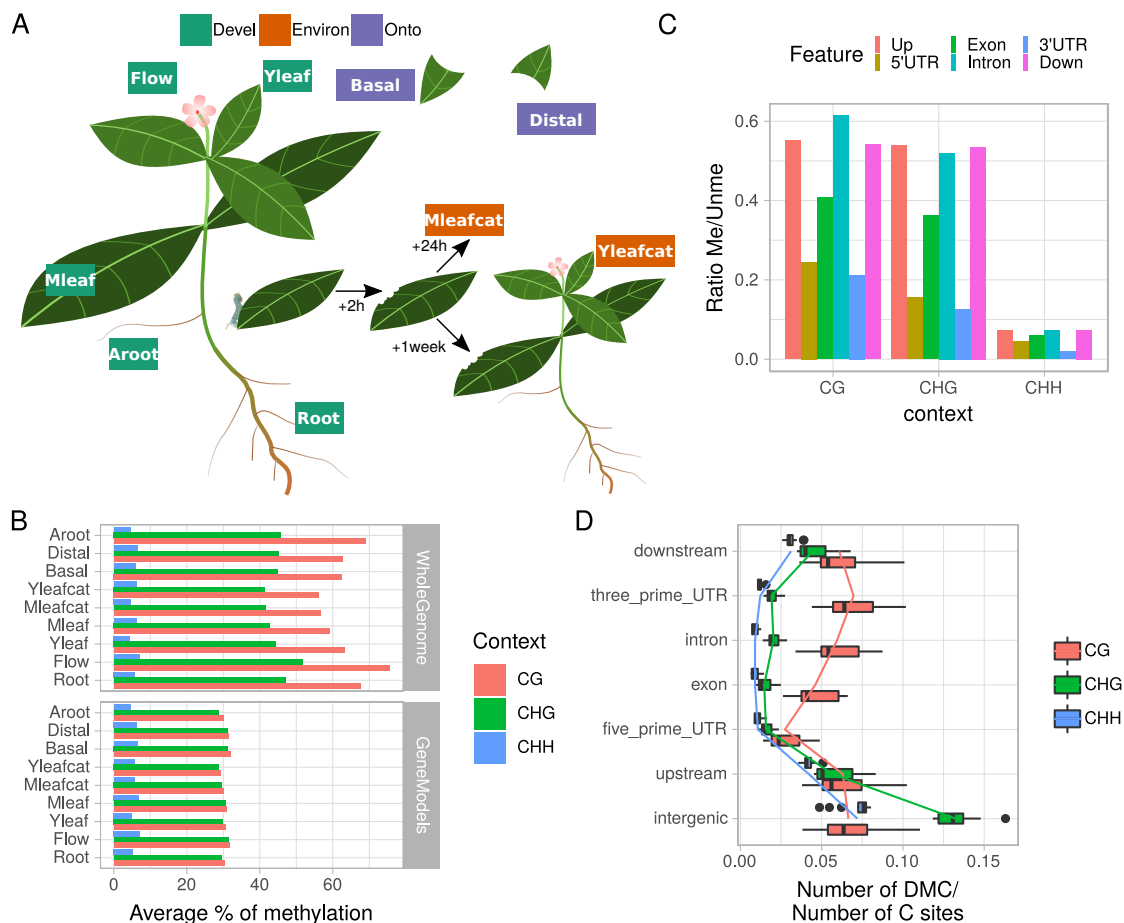 A
Devel Environ Onto
Flow
Yleaf
Basal
Distal
Mleafcat
+24h
Yleafcat
Mleaf
+2h
+1week
Aroot
Root
B
Aroot
Distal
Basal
Yleafcat
Mleafcat
Mleaf
Yleaf
Flow
Root
WholeGenome
Aroot
Distal
Basal
Yleafcat
Mleafcat
Mleaf
Yleaf
Flow
Root
GeneModels
0 20 40 60
Average % of methylation
Context
CG
CHG
CHH
C
Feature
Up Exon 3'UTR
5'UTR Intron Down
Ratio Me/Unme
0.6
0.4
0.2
0.0
CG CHG CHH
context
D
downstream
three_prime_UTR
intron
exon
five_prime_UTR
upstream
intergenic
0.00 0.05 0.10 0.15
Number of DMC/
Number of C sites
CG
CHG
CHH